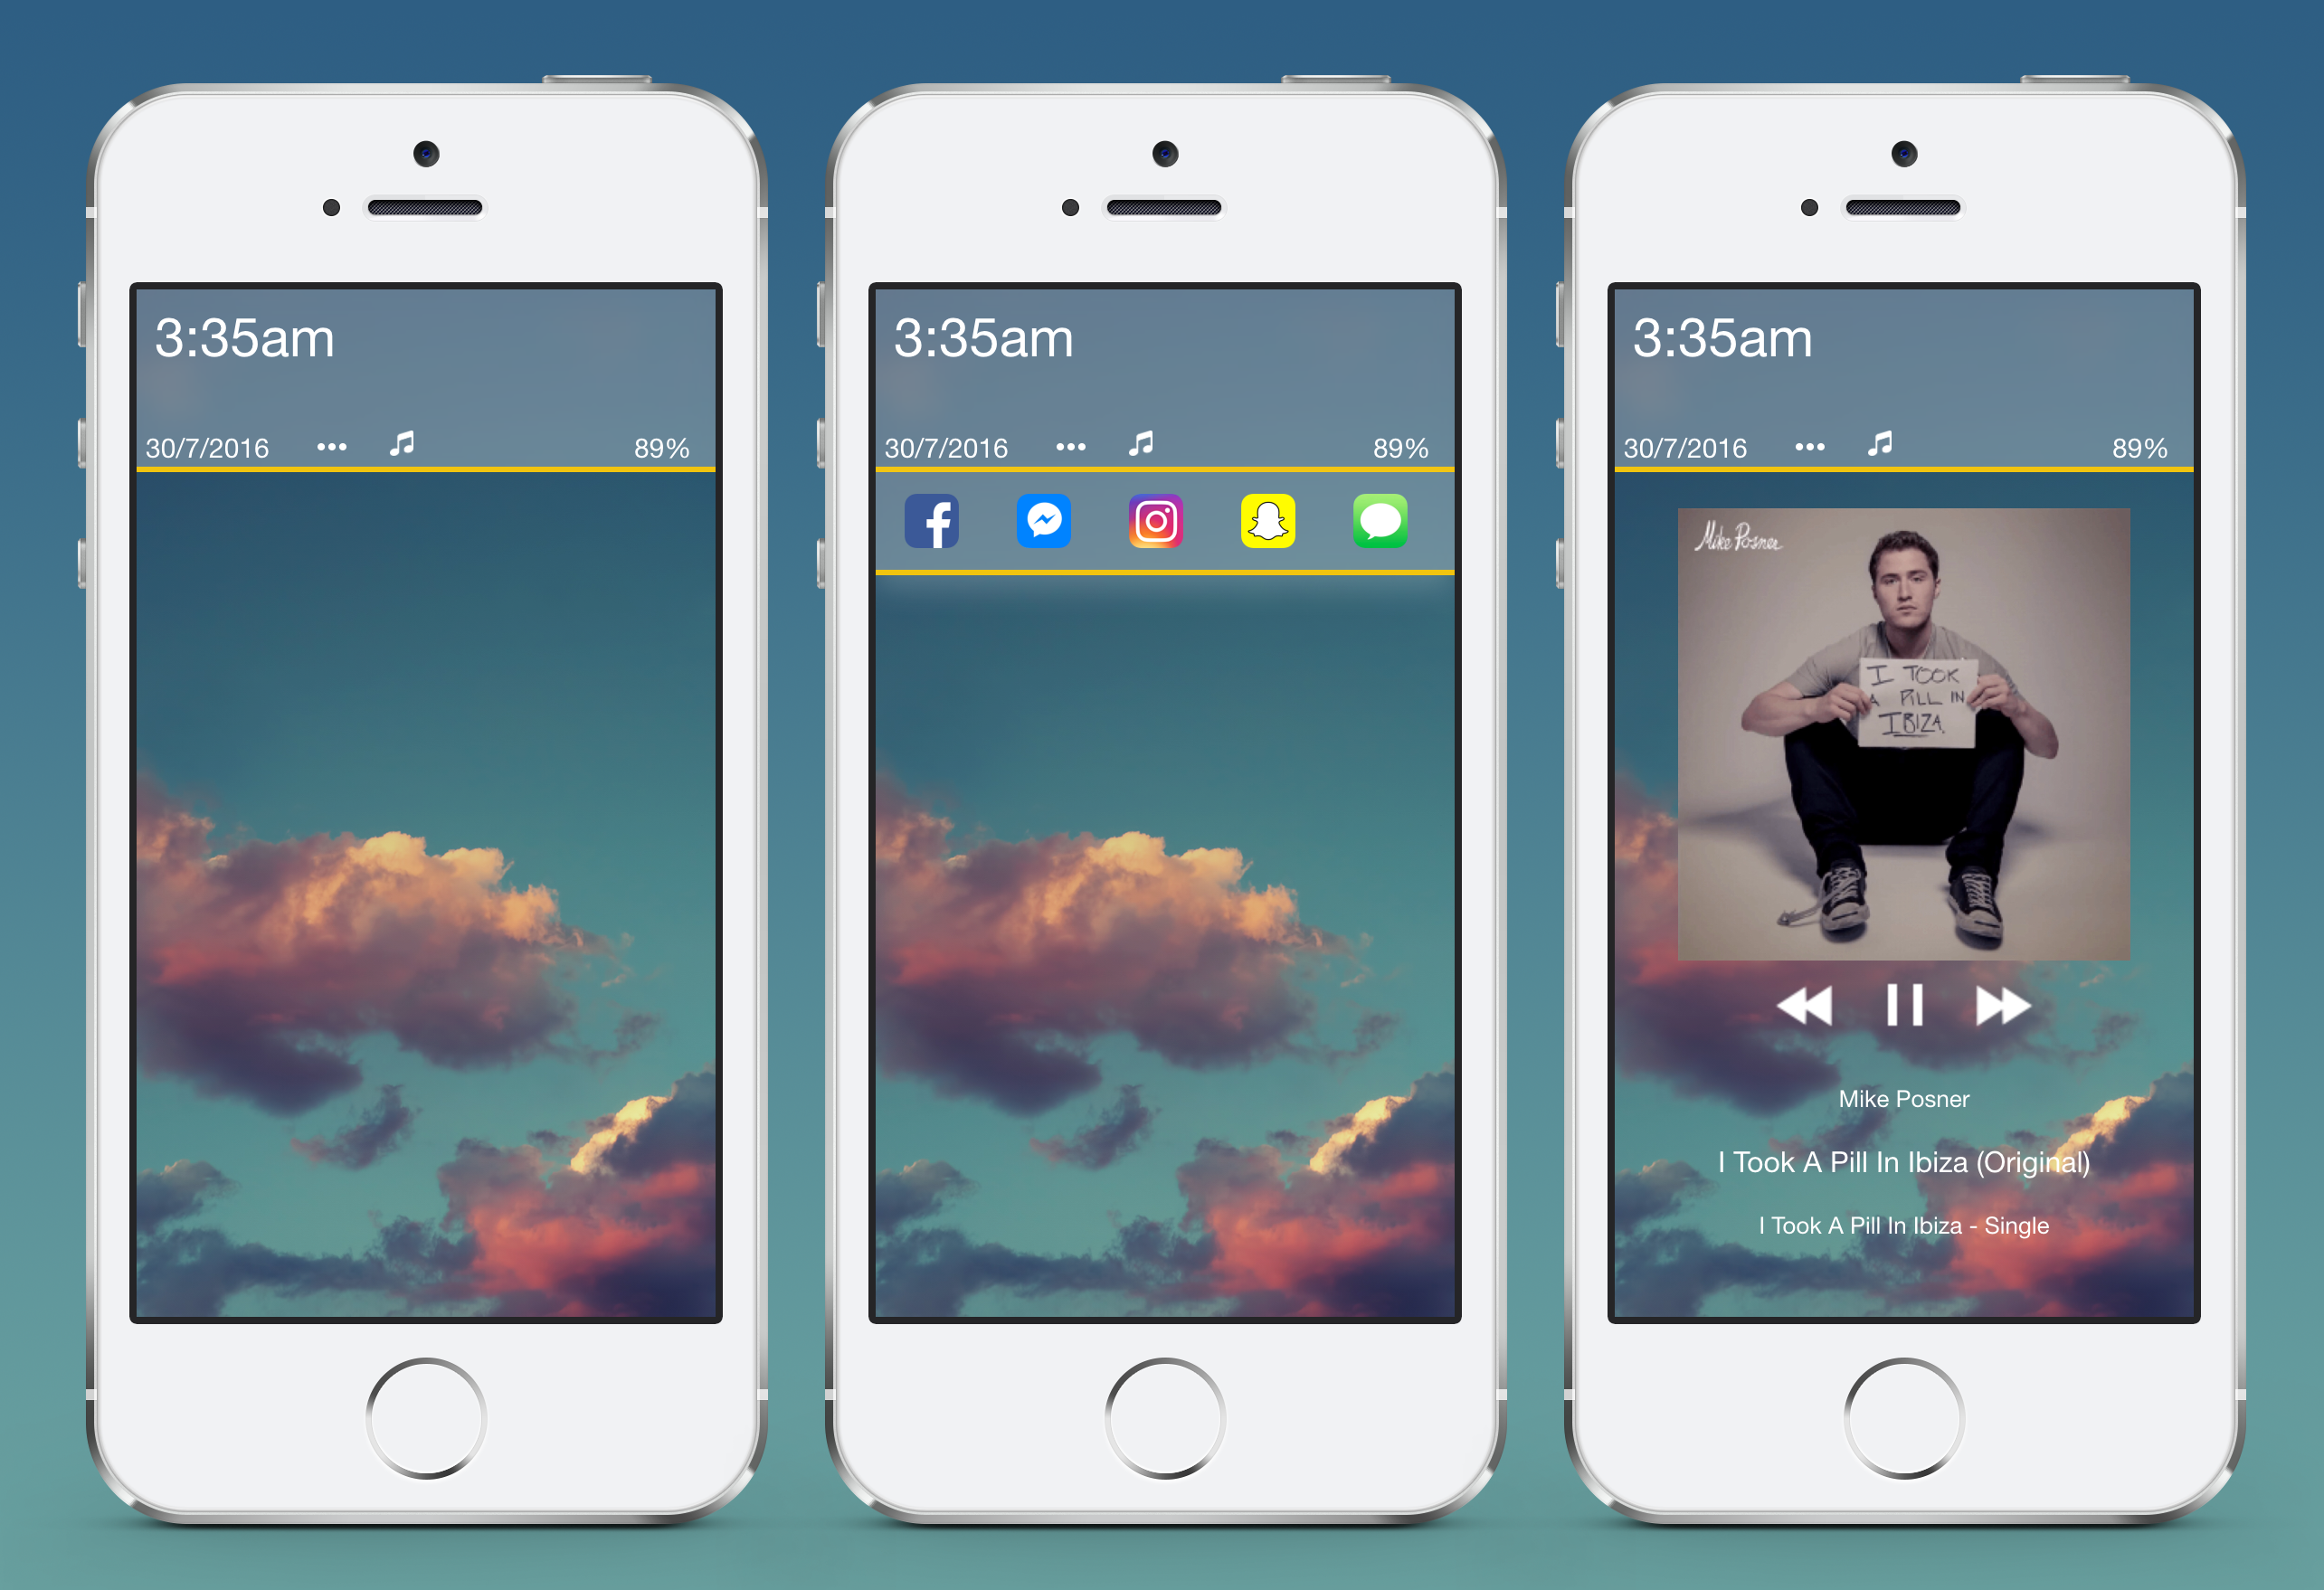 3:35am
30/7/2016 ••• 89%
3:35am
30/7/2016 ••• 89%
3:35am
30/7/2016 ••• 89%
Mike Posner
I TOOK
A PILL IN
IBIZA.
Mike Posner
I Took A Pill In Ibiza (Original)
I Took A Pill In Ibiza - Single